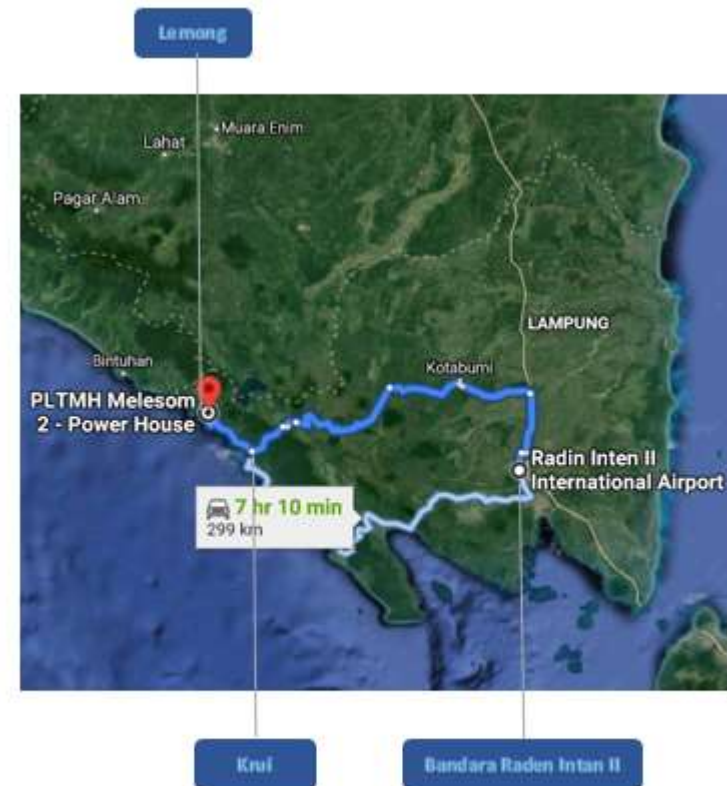 Lemong
Muara Enim
Lahat
Pagar Alam
LAMPUNG
Bintuhan
Kotabumi
PLTMH Melesom
2 - Power House
Radin Inten II
International Airport
7 hr 10 min
299 km
Krui
Bandara Raden Intan II